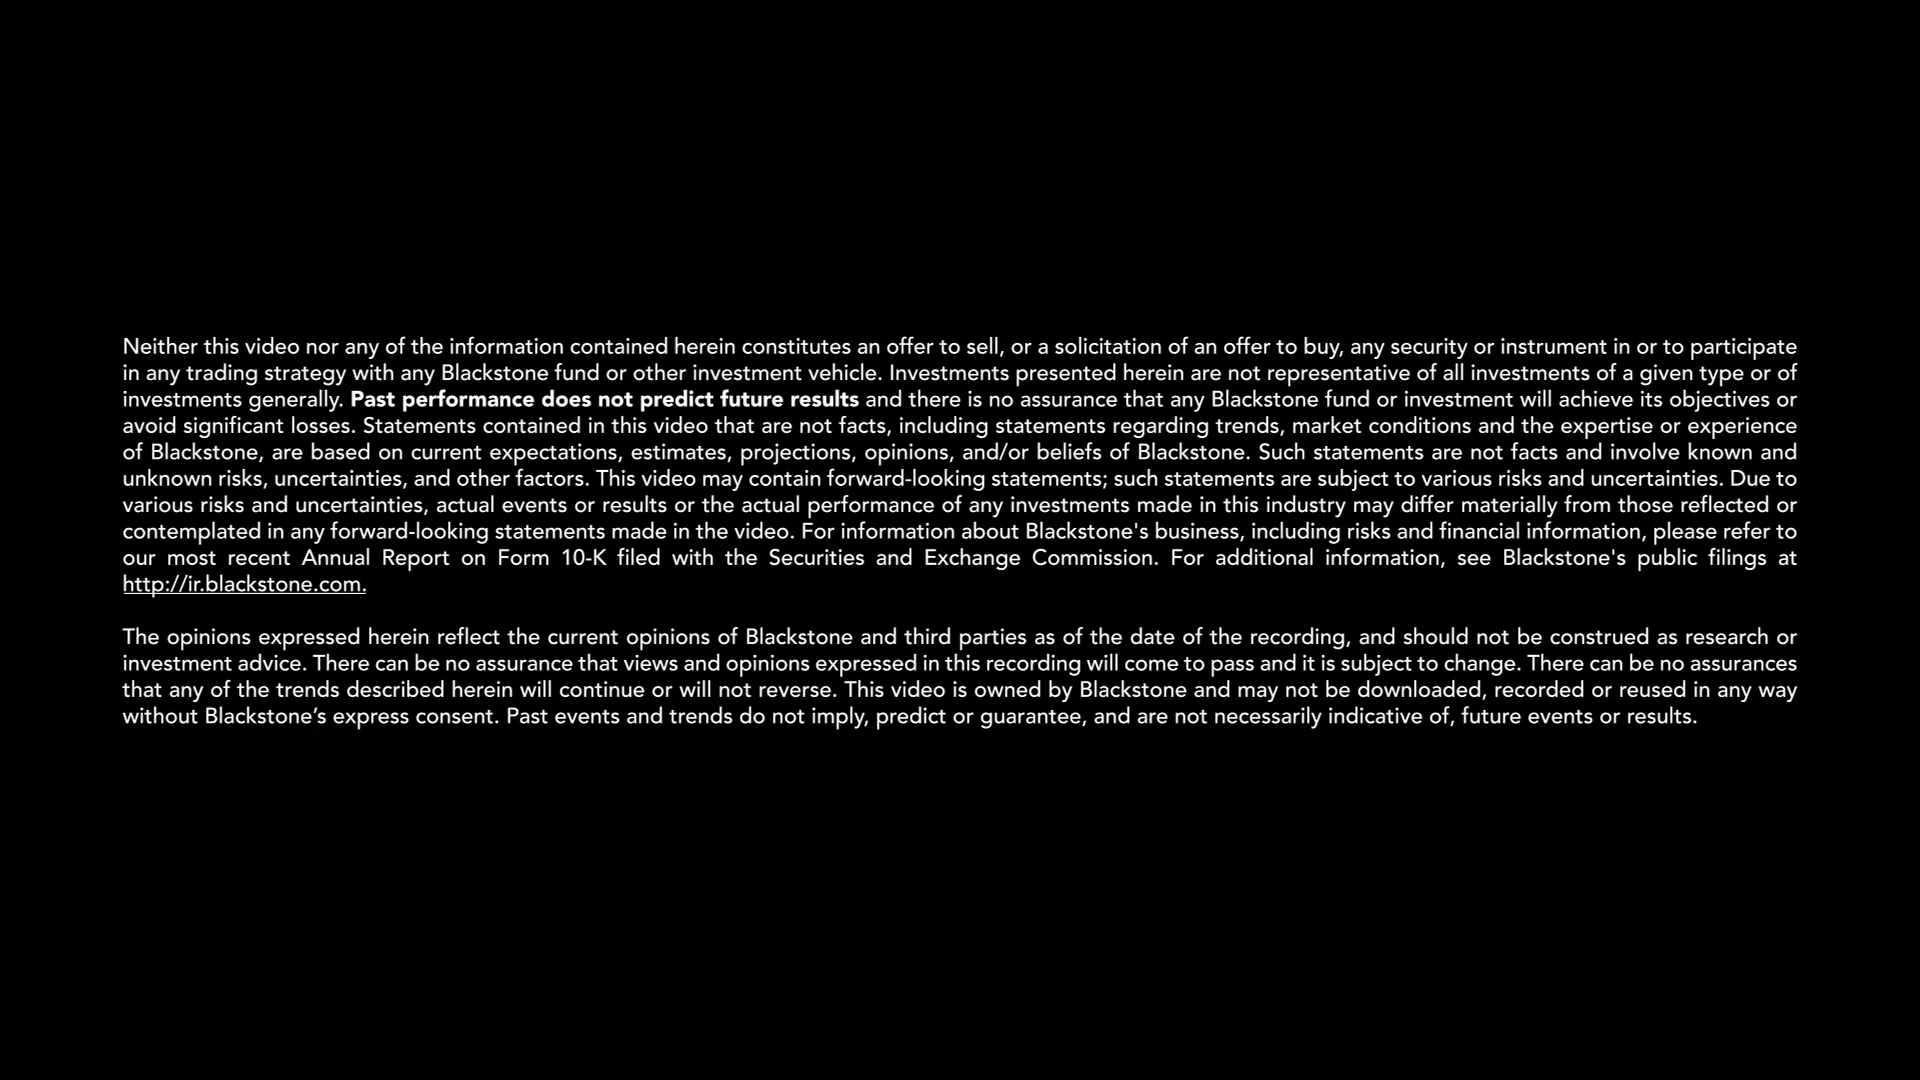 Neither this video nor any of the information contained herein constitutes an offer to sell, or a solicitation of an offer to buy, any security or instrument in or to participate
in any trading strategy with any Blackstone fund or other investment vehicle. Investments presented herein are not representative of all investments of a given type or of
investments generally. Past performance does not predict future results and there is no assurance that any Blackstone fund or investment will achieve its objectives or
avoid significant losses. Statements contained in this video that are not facts, including statements regarding trends, market conditions and the expertise or experience
of Blackstone, are based on current expectations, estimates, projections, opinions, and/or beliefs of Blackstone. Such statements are not facts and involve known and
unknown risks, uncertainties, and other factors. This video may contain forward-looking statements; such statements are subject to various risks and uncertainties. Due to
various risks and uncertainties, actual events or results or the actual performance of any investments made in this industry may differ materially from those reflected or
contemplated in any forward-looking statements made in the video. For information about Blackstone's business, including risks and financial information, please refer to
our most recent Annual Report on Form 10-K filed with the Securities and Exchange Commission. For additional information, see Blackstone's public filings at
http://ir.blackstone.com.
The opinions expressed herein reflect the current opinions of Blackstone and third parties as of the date of the recording, and should not be construed as research or
investment advice. There can be no assurance that views and opinions expressed in this recording will come to pass and it is subject to change. There can be no assurances
that any of the trends described herein will continue or will not reverse. This video is owned by Blackstone and may not be downloaded, recorded or reused in any way
without Blackstone’s express consent. Past events and trends do not imply, predict or guarantee, and are not necessarily indicative of, future events or results.